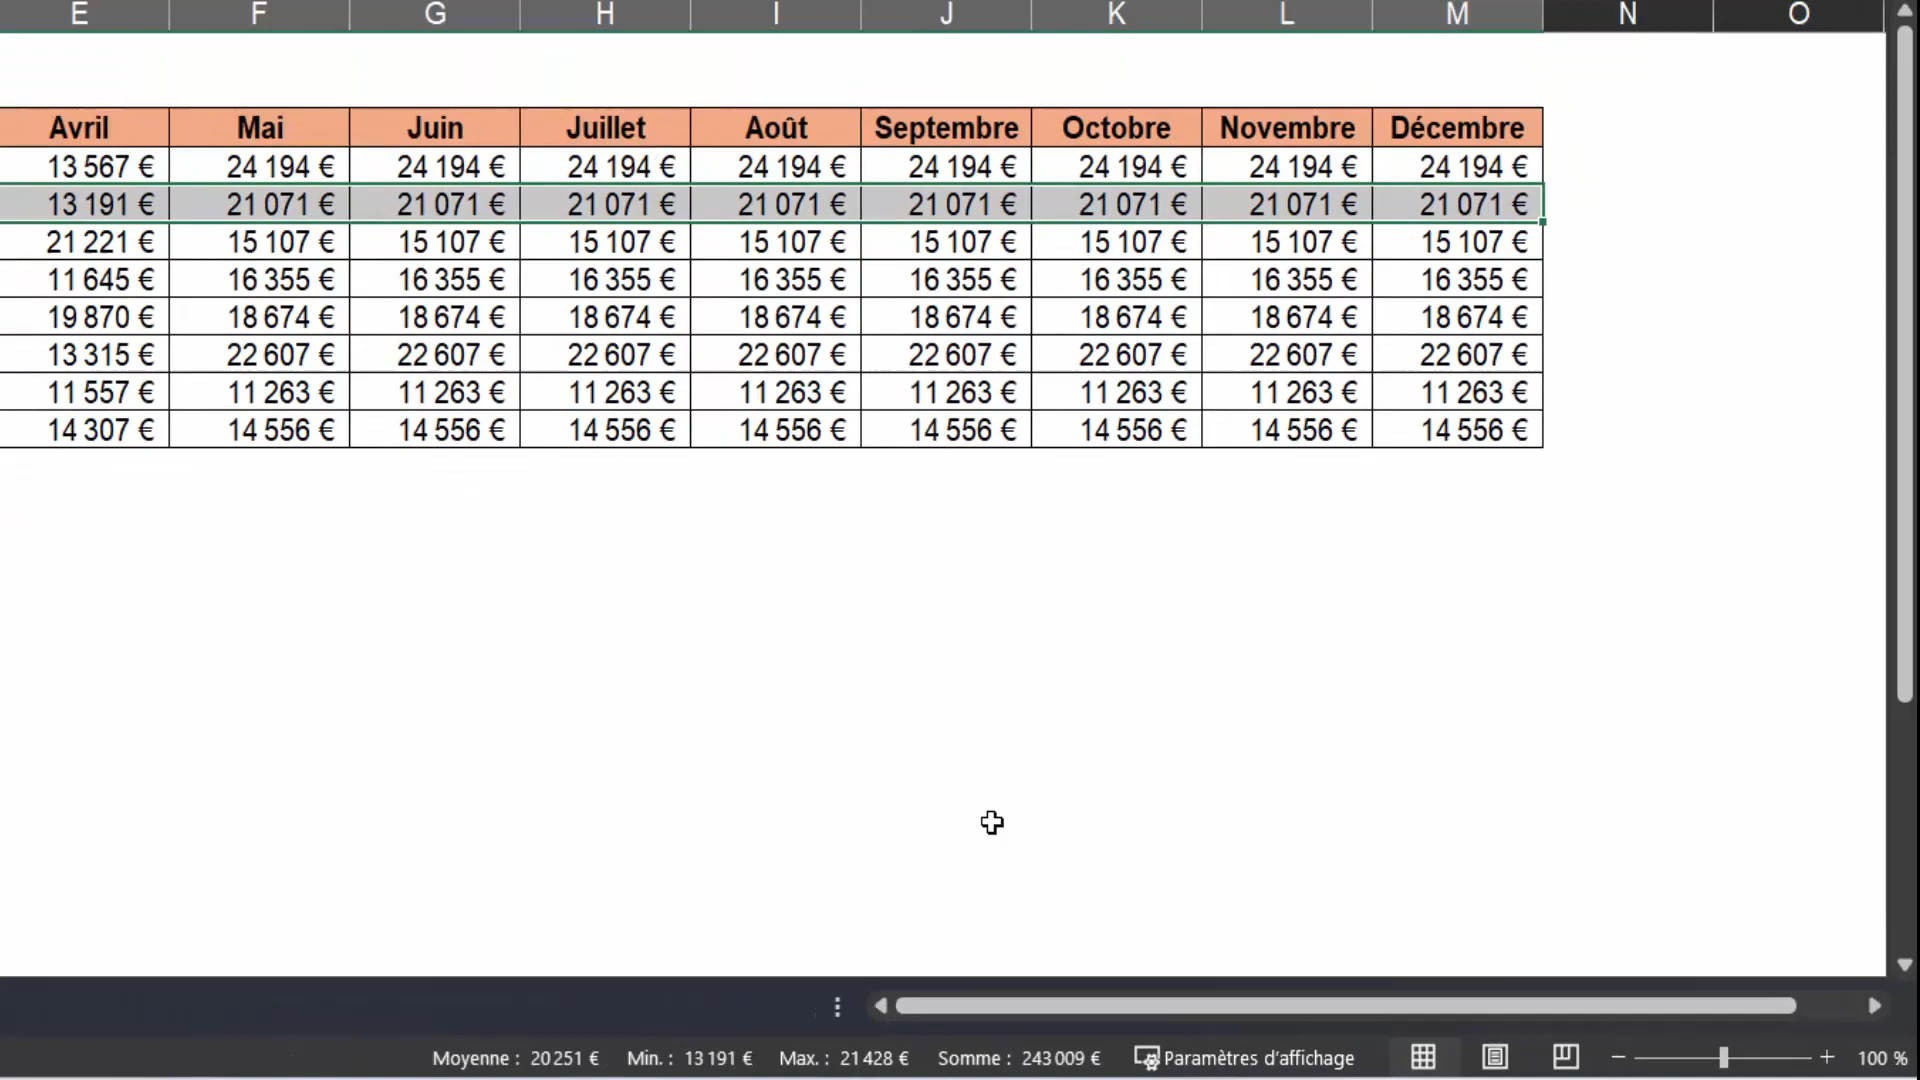 E F G H I J K L M N O
Avril Mai Juin Juillet Août Septembre Octobre Novembre Décembre
13 567 € 24 194 € 24 194 € 24 194 € 24 194 € 24 194 € 24 194 € 24 194 € 24 194 €
13 191 € 21 071 € 21 071 € 21 071 € 21 071 € 21 071 € 21 071 € 21 071 € 21 071 €
21 221 € 15 107 € 15 107 € 15 107 € 15 107 € 15 107 € 15 107 € 15 107 € 15 107 €
11 645 € 16 355 € 16 355 € 16 355 € 16 355 € 16 355 € 16 355 € 16 355 € 16 355 €
19 870 € 18 674 € 18 674 € 18 674 € 18 674 € 18 674 € 18 674 € 18 674 € 18 674 €
13 315 € 22 607 € 22 607 € 22 607 € 22 607 € 22 607 € 22 607 € 22 607 € 22 607 €
11 557 € 11 263 € 11 263 € 11 263 € 11 263 € 11 263 € 11 263 € 11 263 € 11 263 €
14 307 € 14 556 € 14 556 € 14 556 € 14 556 € 14 556 € 14 556 € 14 556 € 14 556 €
Moyenne : 20 251 € Min. : 13 191 € Max. : 21 428 € Somme : 243 009 € Paramètres d'affichage 100 %